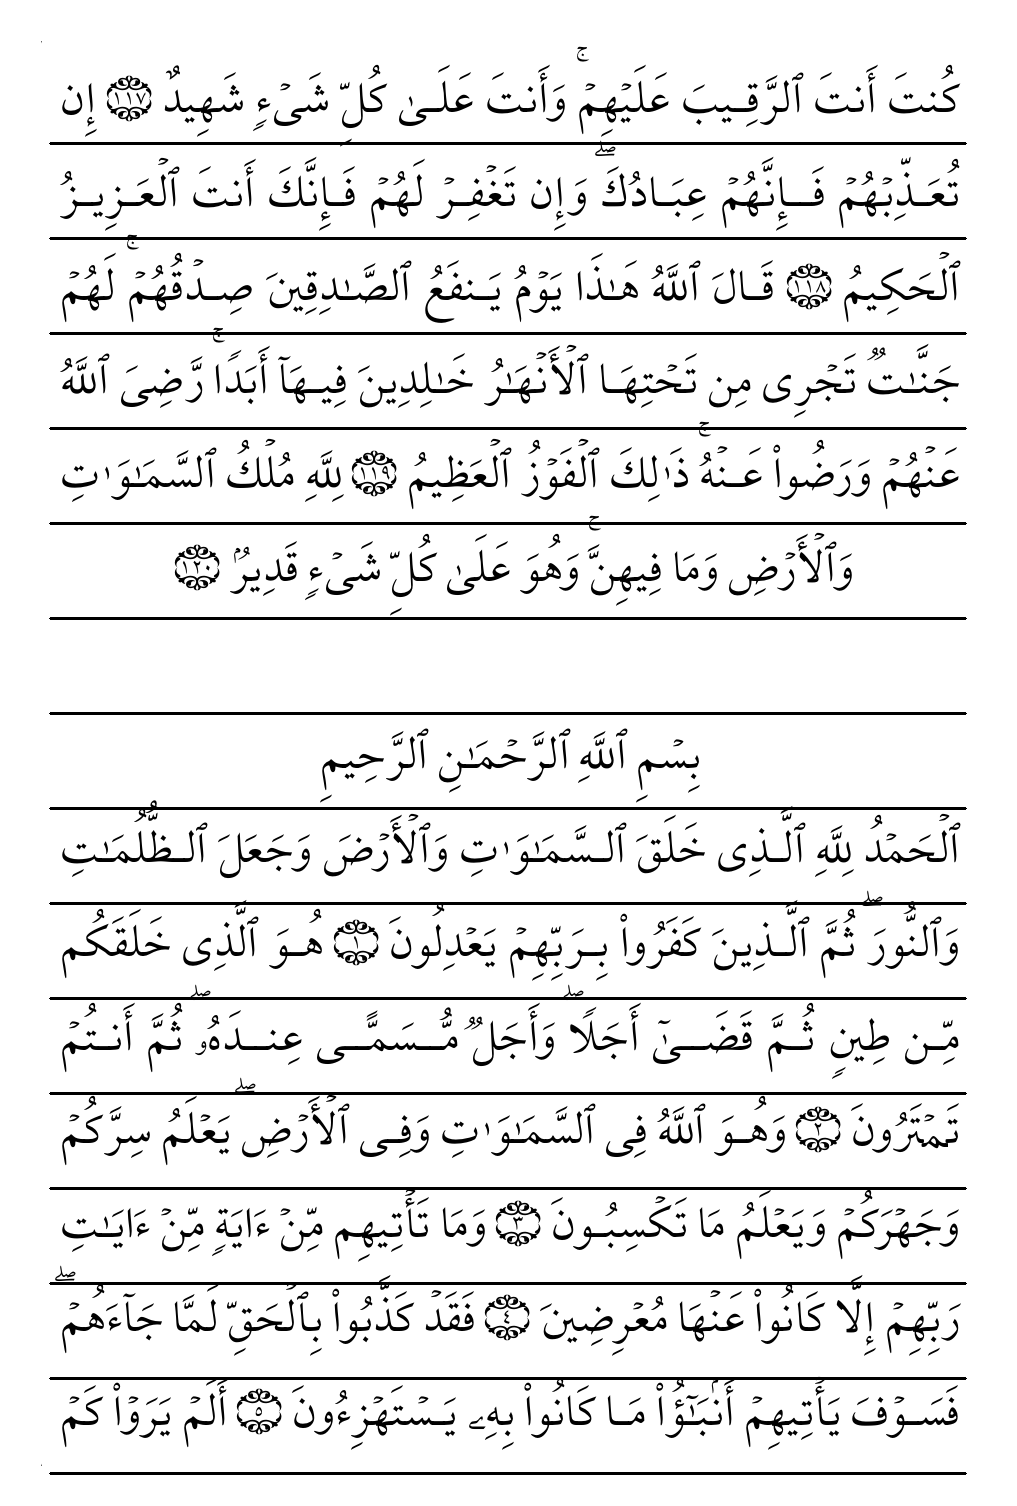 كُنتَ أَنتَ ٱلرَّقِيبَ عَلَيۡهِمۡۚ وَأَنتَ عَلَىٰ كُلِّ شَىۡءٍ شَهِيدٌ ١١٧ إِن
تُعَذِّبۡهُمۡ فَإِنَّهُمۡ عِبَادُكَۖ وَإِن تَغۡفِرۡ لَهُمۡ فَإِنَّكَ أَنتَ ٱلۡعَزِيزُ
ٱلۡحَكِيمُ ١١٨ قَالَ ٱللَّهُ هَـٰذَا يَوۡمُ يَنفَعُ ٱلصَّـٰدِقِينَ صِدۡقُهُمۡۚ لَهُمۡ
جَنَّـٰتٌ تَجۡرِى مِن تَحۡتِهَا ٱلۡأَنۡهَـٰرُ خَـٰلِدِينَ فِيهَآ أَبَدًاۚ رَّضِىَ ٱللَّهُ
عَنۡهُمۡ وَرَضُوا۟ عَنۡهُۚ ذَٰلِكَ ٱلۡفَوۡزُ ٱلۡعَظِيمُ ١١٩ لِلَّهِ مُلۡكُ ٱلسَّمَـٰوَٰتِ
وَٱلۡأَرۡضِ وَمَا فِيهِنَّۚ وَهُوَ عَلَىٰ كُلِّ شَىۡءٍ قَدِيرُۢ ١٢٠
بِسۡمِ ٱللَّهِ ٱلرَّحۡمَـٰنِ ٱلرَّحِيمِ
ٱلۡحَمۡدُ لِلَّهِ ٱلَّذِى خَلَقَ ٱلسَّمَـٰوَٰتِ وَٱلۡأَرۡضَ وَجَعَلَ ٱلظُّلُمَـٰتِ
وَٱلنُّورَۖ ثُمَّ ٱلَّذِينَ كَفَرُوا۟ بِرَبِّهِمۡ يَعۡدِلُونَ ١ هُوَ ٱلَّذِى خَلَقَكُم
مِّن طِينٍ ثُمَّ قَضَىٰٓ أَجَلًاۖ وَأَجَلٌ مُّسَمًّى عِندَهُۥۖ ثُمَّ أَنتُمۡ
تَمۡتَرُونَ ٢ وَهُوَ ٱللَّهُ فِى ٱلسَّمَـٰوَٰتِ وَفِى ٱلۡأَرۡضِۖ يَعۡلَمُ سِرَّكُمۡ
وَجَهۡرَكُمۡ وَيَعۡلَمُ مَا تَكۡسِبُونَ ٣ وَمَا تَأۡتِيهِم مِّنۡ ءَايَةٍ مِّنۡ ءَايَـٰتِ
رَبِّهِمۡ إِلَّا كَانُوا۟ عَنۡهَا مُعۡرِضِينَ ٤ فَقَدۡ كَذَّبُوا۟ بِٱلۡحَقِّ لَمَّا جَآءَهُمۡۖ
فَسَوۡفَ يَأۡتِيهِمۡ أَنۢبَـٰٓؤُا۟ مَا كَانُوا۟ بِهِۦ يَسۡتَهۡزِءُونَ ٥ أَلَمۡ يَرَوۡا۟ كَمۡ